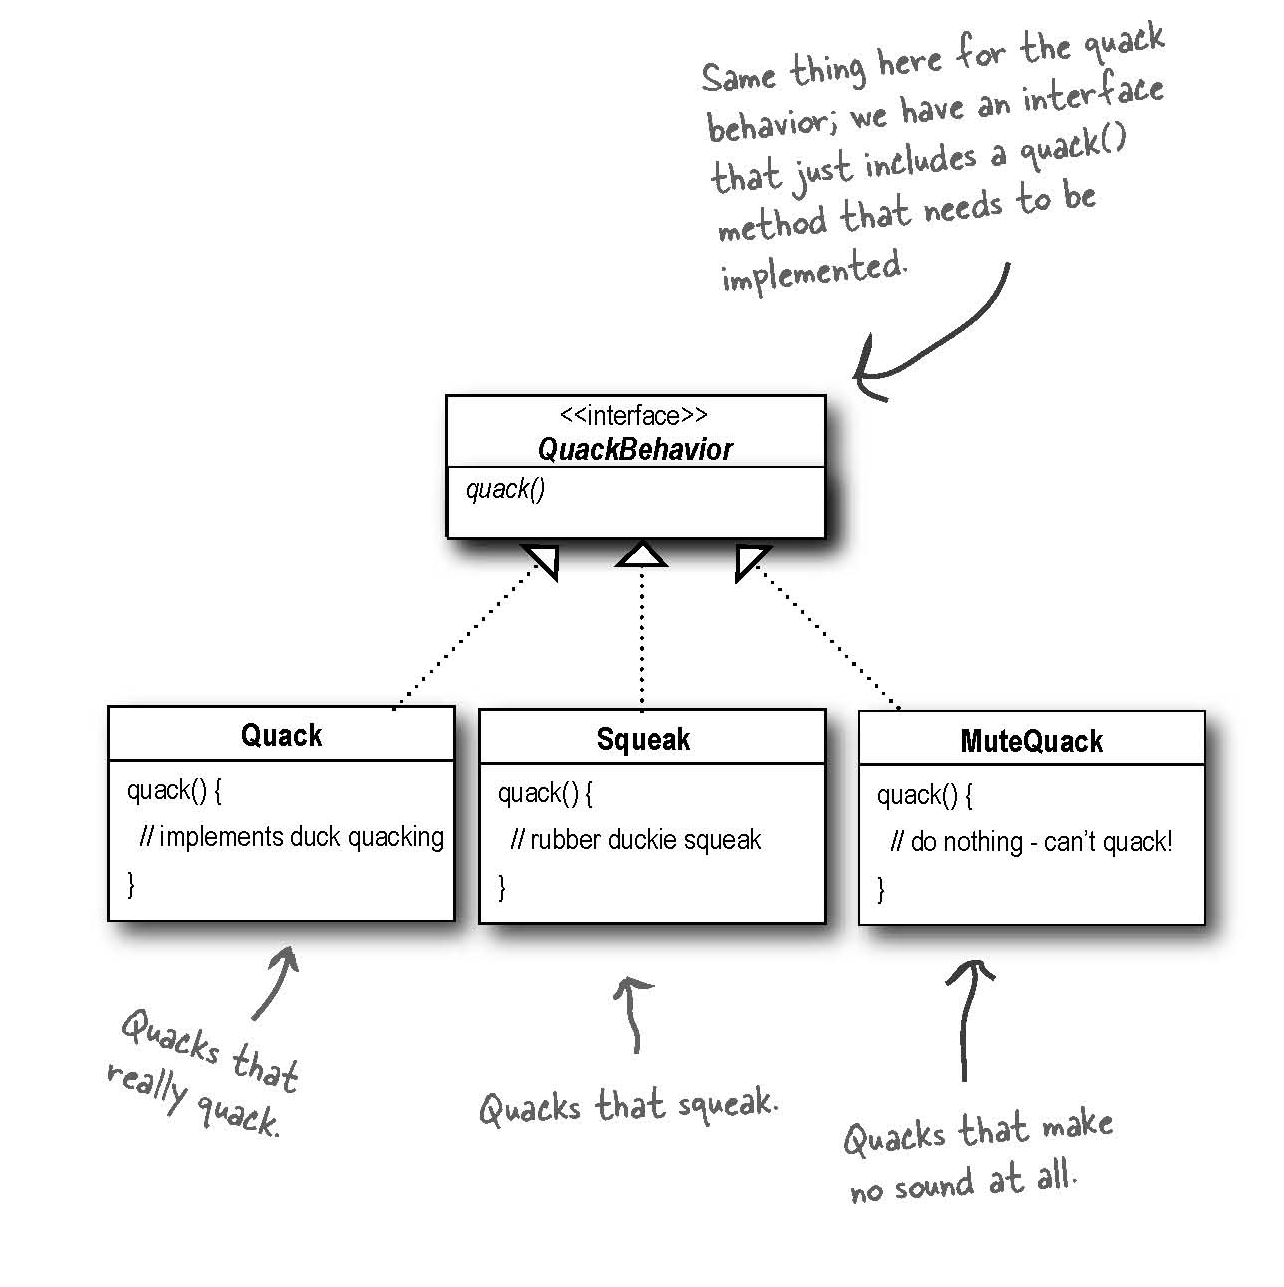 Same thing here for the quack
behavior; we have an interface
that just includes a quack()
method that needs to be
implemented.
<<interface>>
QuackBehavior
quack()
Quack
quack() {
// implements duck quacking
}
Squeak
quack() {
// rubber duckie squeak
}
MuteQuack
quack() {
// do nothing - can't quack!
}
Quacks that
really quack.
Quacks that squeak.
Quacks that make
no sound at all.